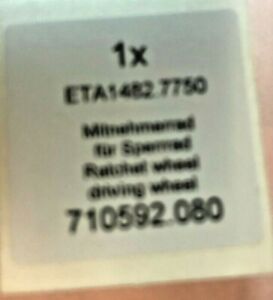 1x
ETA1482.7750
Mitnehmerrad
für Sperrrad
Ratchet wheel
driving wheel
710592.080